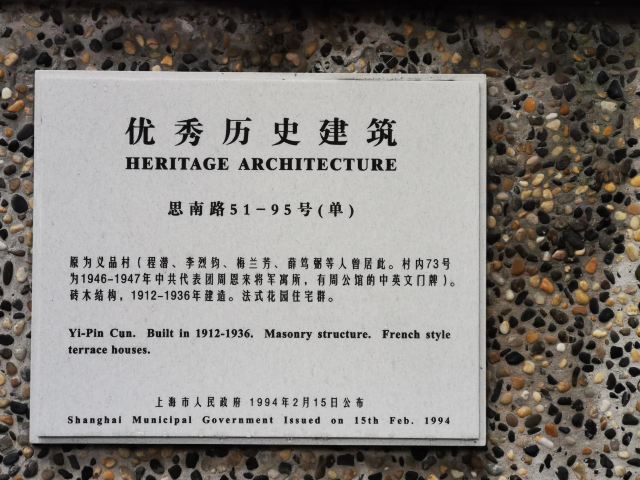 优秀历史建筑
HERITAGE ARCHITECTURE
思南路51－95号(单)
原为义品村（程潜、李烈钧、梅兰芳、薛笃弼等人曾居此。村内73号
为1946-1947年中共代表团周恩来将军寓所，有周公馆的中英文门牌）。
砖木结构，1912-1936年建造。法式花园住宅群。
Yi-Pin Cun. Built in 1912-1936. Masonry structure. French style
terrace houses.
上海市人民政府 1994年2月15日公布
Shanghai Municipal Government Issued on 15th Feb. 1994